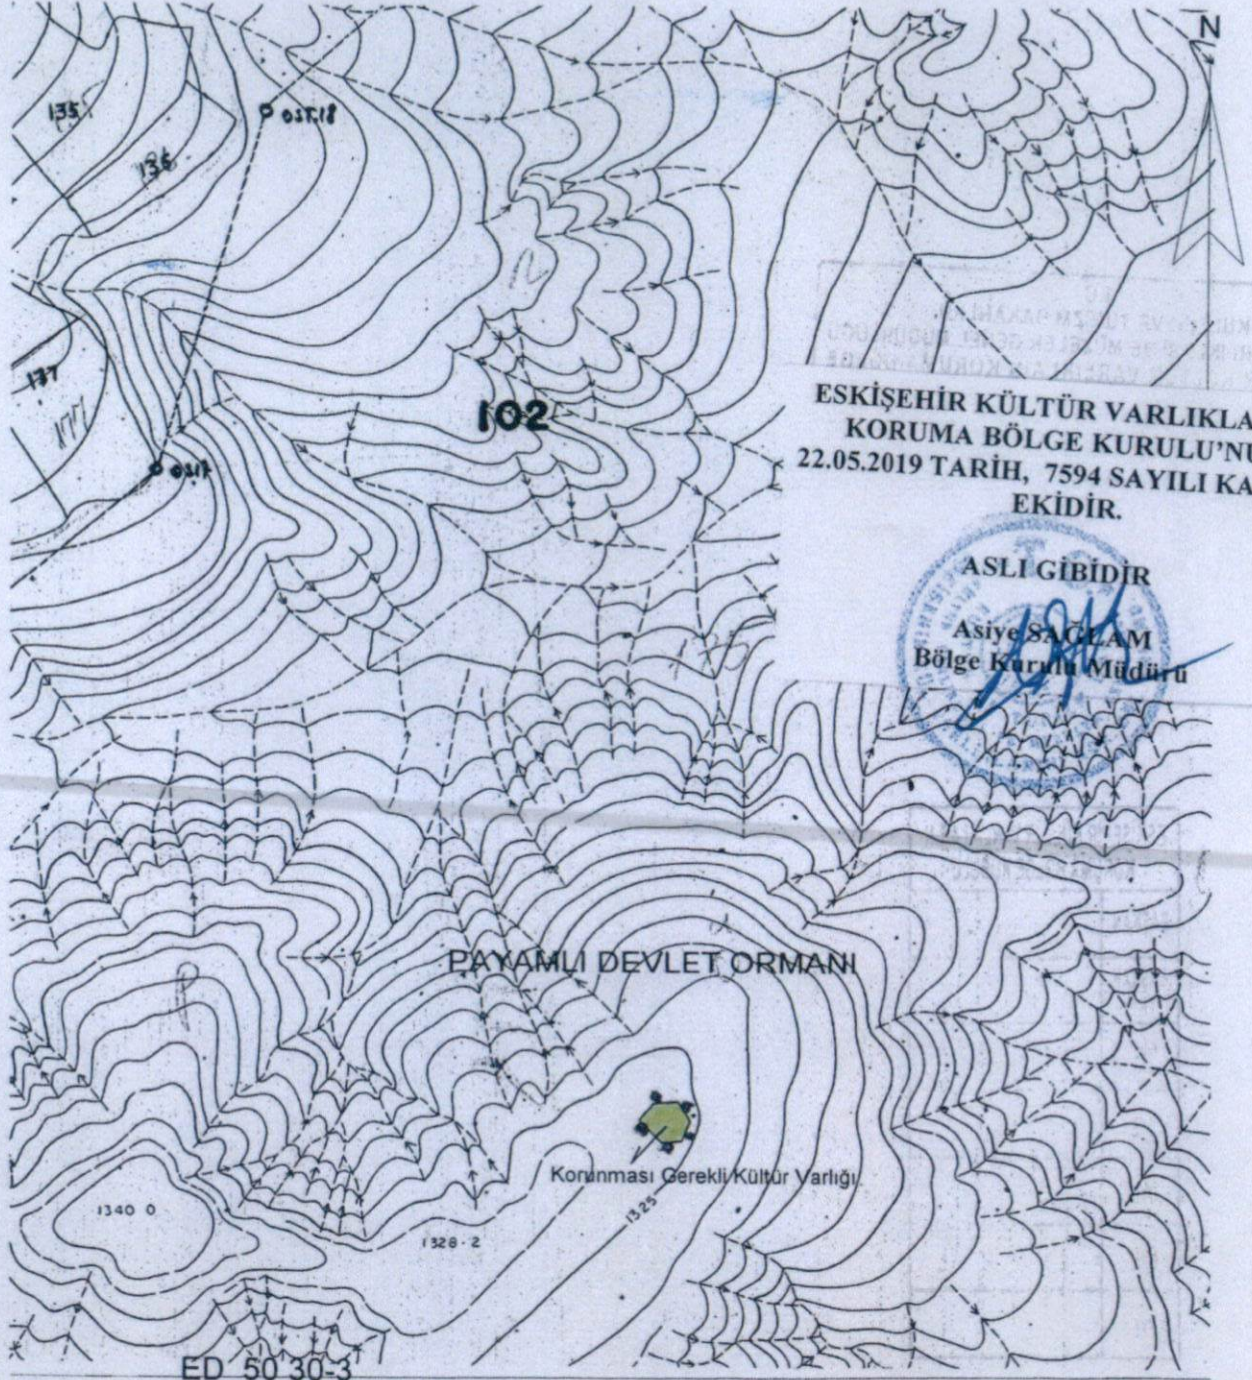 N
135
OST.18
136
137
102
ESKİŞEHİR KÜLTÜR VARLIKLA
KORUMA BÖLGE KURULU'NU
22.05.2019 TARİH, 7594 SAYILI KA
EKİDİR.
ASLI GİBİDİR
T.C.
Asiye SAĞLAM
Bölge Kurulu Müdürü
PAYAMLI DEVLET ORMANI
Korunması Gerekli Kültür Varlığı
1325
1340 0
1328-2
ED 50 30-3